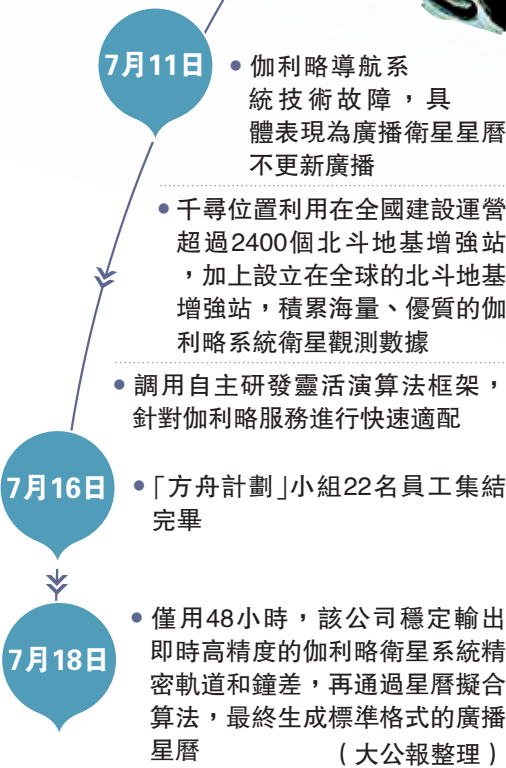 7月11日
•伽利略導航系
統技術故障，具
體表現為廣播衛星星曆
不更新廣播
•千尋位置利用在全國建設運營
超過2400個北斗地基增強站
，加上設立在全球的北斗地基
增強站，積累海量、優質的伽
利略系統衛星觀測數據
•調用自主研發靈活演算法框架，
針對伽利略服務進行快速適配
7月16日
•「方舟計劃」小組22名員工集結
完畢
7月18日
•僅用48小時，該公司穩定輸出
即時高精度的伽利略衛星系統精
密軌道和鐘差，再通過星曆擬合
算法，最終生成標準格式的廣播
星曆 （大公報整理）